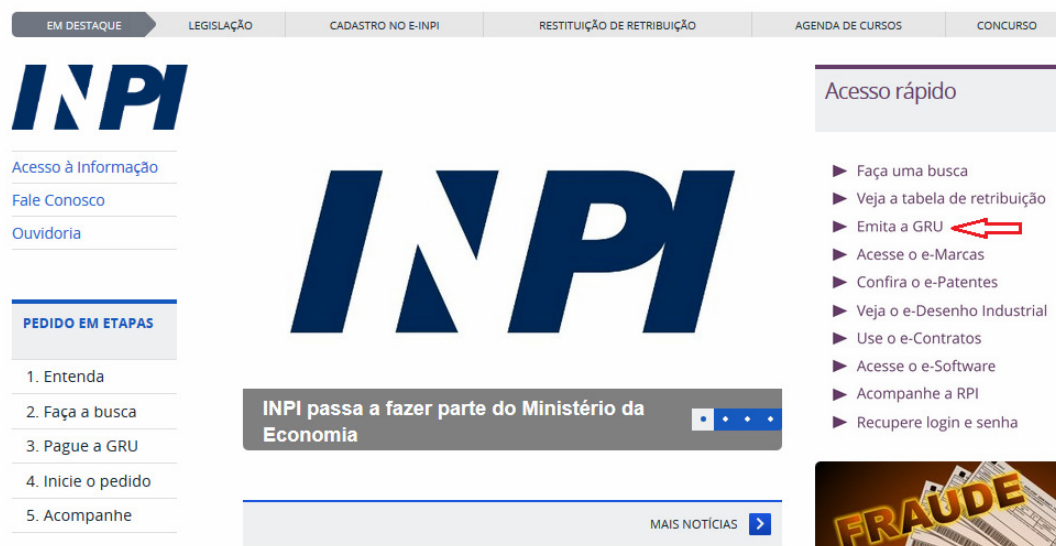 EM DESTAQUE
LEGISLAÇÃO
CADASTRO NO E-INPI
RESTITUIÇÃO DE RETRIBUIÇÃO
AGENDA DE CURSOS
CONCURSO
INPI
Acesso à Informação
Fale Conosco
Ouvidoria
PEDIDO EM ETAPAS
1. Entenda
2. Faça a busca
3. Pague a GRU
4. Inicie o pedido
5. Acompanhe
INPI
INPI passa a fazer parte do Ministério da
Economia
MAIS NOTÍCIAS
Acesso rápido
Faça uma busca
Veja a tabela de retribuição
Emita a GRU
Acesse o e-Marcas
Confira o e-Patentes
Veja o e-Desenho Industrial
Use o e-Contratos
Acesse o e-Software
Acompanhe a RPI
Recupere login e senha
FRAUDE